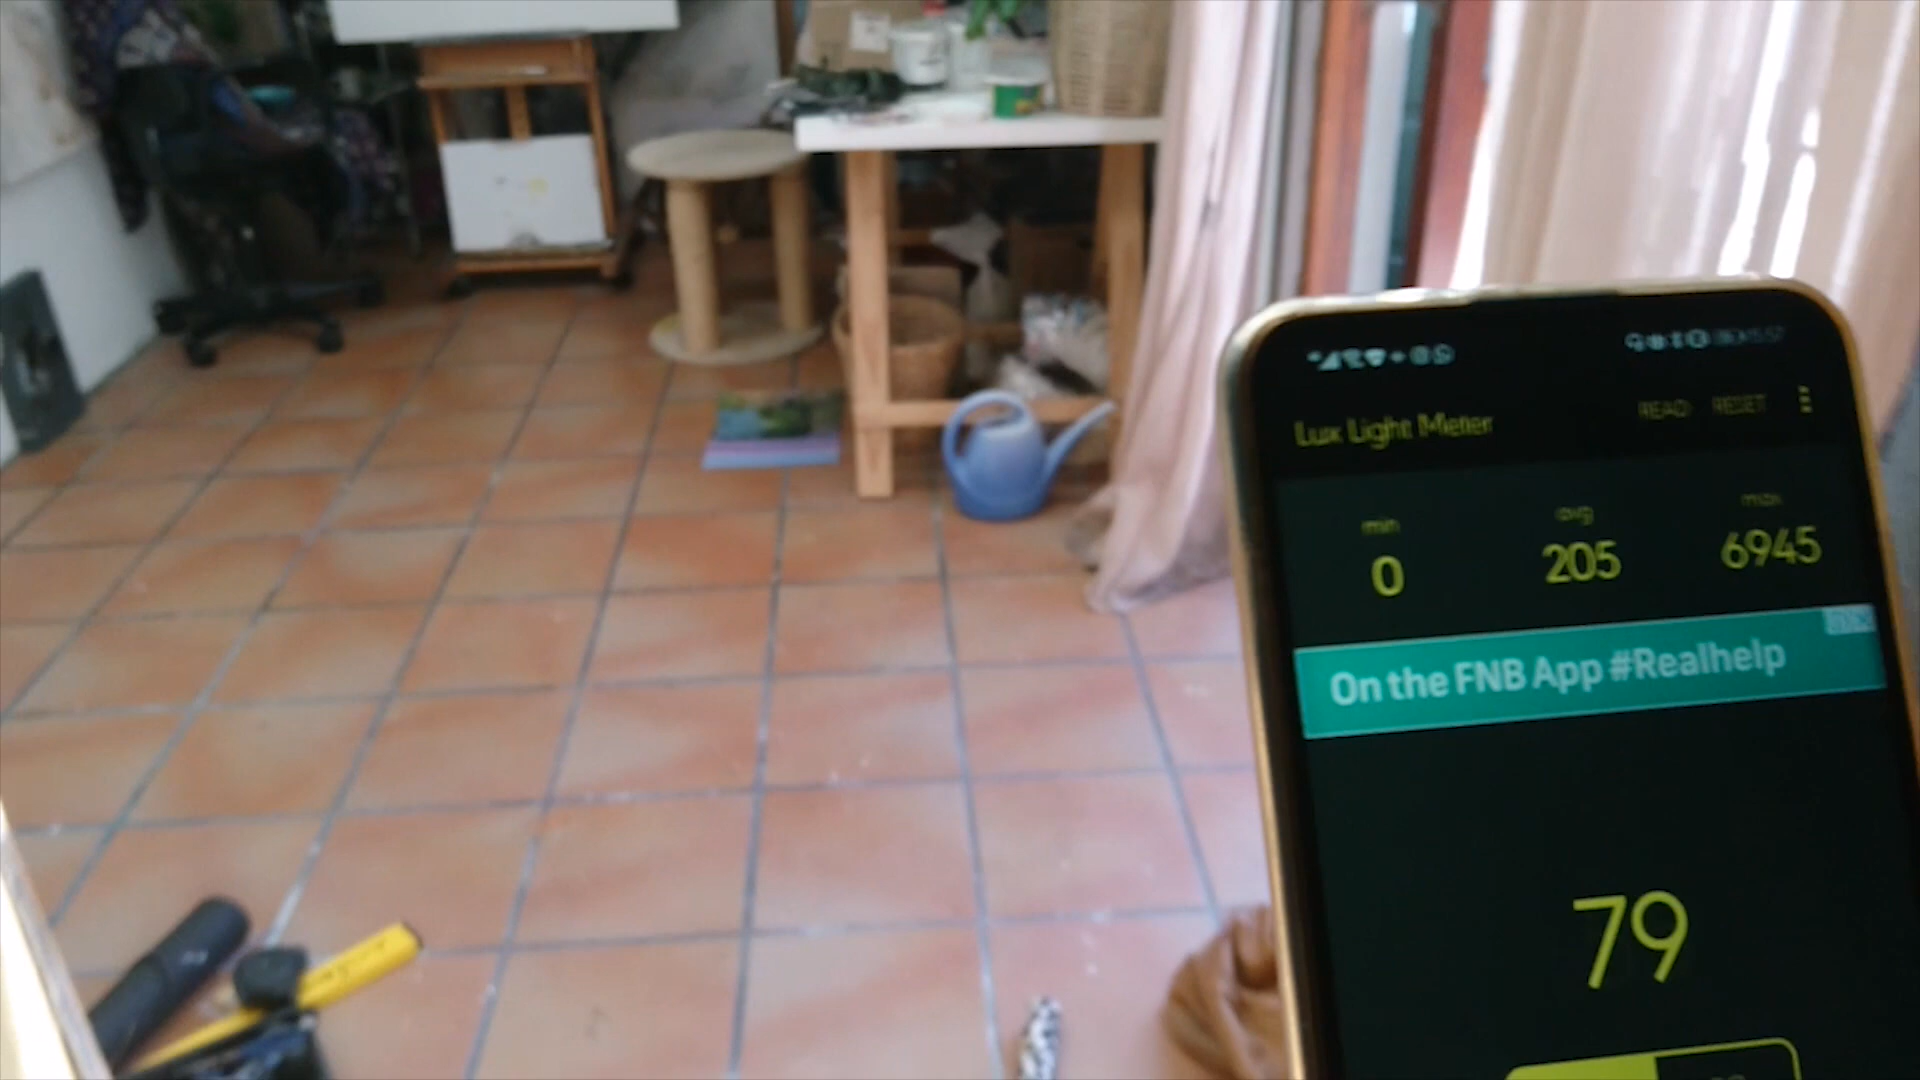 Lux Light Meter READ RESET
min avg max
0 205 6945
On the FNB App #Realhelp
79